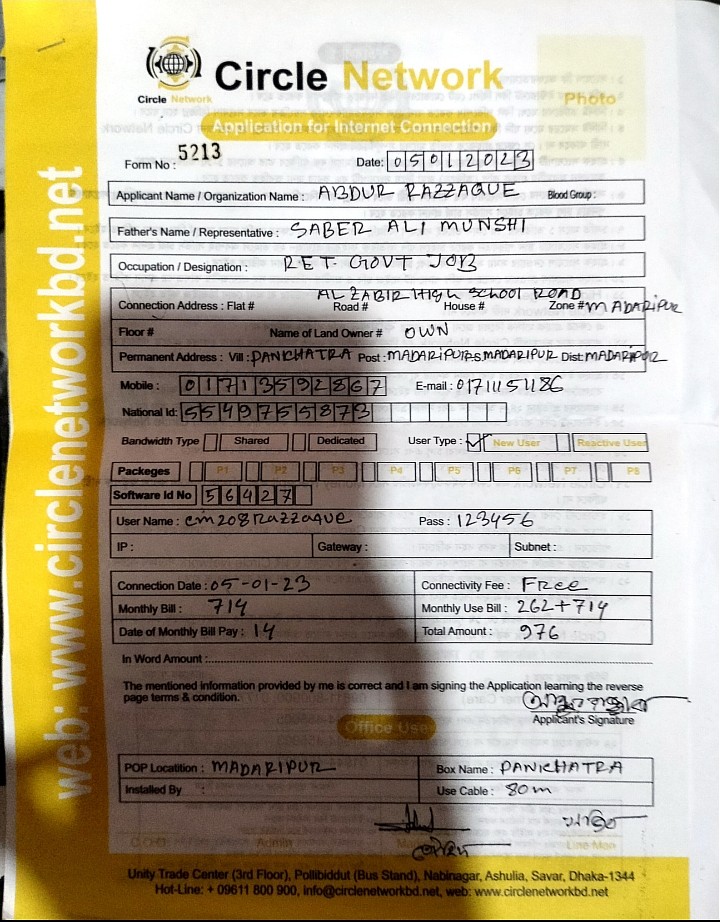 Circle Network
Circle Network
Photo
Application for Internet Connection
Form No : 5213
Date: 05012023
Applicant Name / Organization Name : ABDUR RAZZAQUE Blood Group :
Father's Name / Representative : SABER ALI MUNSHI
Occupation / Designation : RET GOVT JOB
AL ZABIR HIGH SCHOOL ROAD
Connection Address : Flat # Road # House # Zone # MADARIPUR
Floor # Name of Land Owner # OWN
Permanent Address : Vill : PANICHATRA Post : MADARIPUR P.S MADARIPUR Dist: MADARIPUR
Mobile : 01713592867 E-mail : 01711151186
National Id: 5549755873
Bandwidth Type Shared Dedicated User Type : New User Reactive User
Packeges P1 P2 P3 P4 P5 P6 P7 P8
Software Id No 56427
User Name : cm208Razzaque Pass : 123456
IP : Gateway : Subnet :
Connection Date : 05-01-23 Connectivity Fee : Free
Monthly Bill : 714 Monthly Use Bill : 262+714
Date of Monthly Bill Pay : 14 Total Amount : 976
In Word Amount :
The mentioned information provided by me is correct and I am signing the Application learning the reverse
page terms & condition.
Applicant's Signature
Office Use
POP Locatition : MADARIPUR Box Name : PANICHATRA
Installed By : Use Cable : 80m
Admin Line Man
Unity Trade Center (3rd Floor), Pollibiddut (Bus Stand), Nabinagar, Ashulia, Savar, Dhaka-1344
Hot-Line: + 09611 800 900, info@circlenetworkbd.net, web: www.circlenetworkbd.net
web: www.circlenetworkbd.net